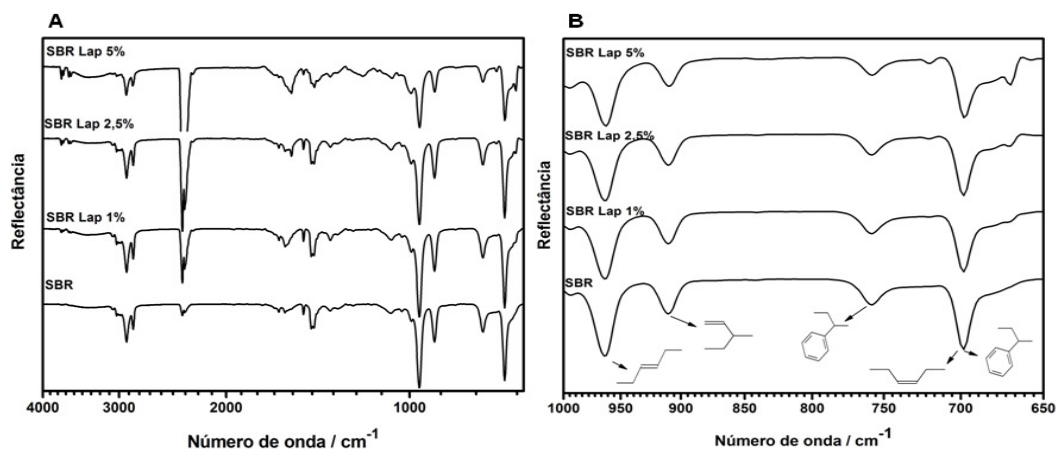 A
SBR Lap 5%
SBR Lap 2,5%
SBR Lap 1%
SBR
Reflectância
4000 3000 2000 1000
Número de onda / cm-1
B
SBR Lap 5%
SBR Lap 2,5%
SBR Lap 1%
SBR
Reflectância
1000 950 900 850 800 750 700 650
Número de onda / cm-1